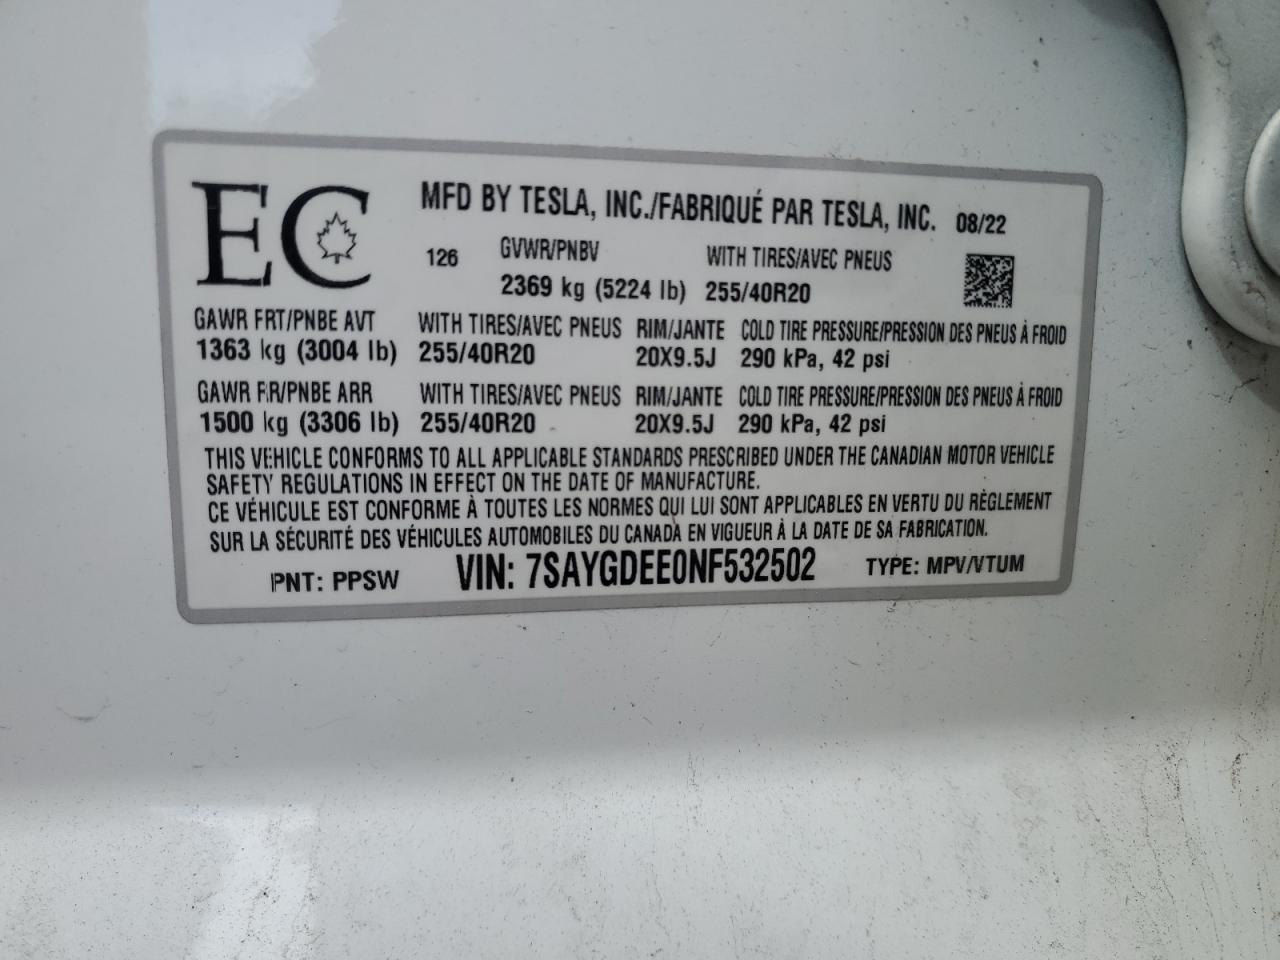 EC MFD BY TESLA, INC./FABRIQUÉ PAR TESLA, INC. 08/22
126 GVWR/PNBV WITH TIRES/AVEC PNEUS
2369 kg (5224 lb) 255/40R20
GAWR FRT/PNBE AVT WITH TIRES/AVEC PNEUS RIM/JANTE COLD TIRE PRESSURE/PRESSION DES PNEUS À FROID
1363 kg (3004 lb) 255/40R20 20X9.5J 290 kPa, 42 psi
GAWR RR/PNBE ARR WITH TIRES/AVEC PNEUS RIM/JANTE COLD TIRE PRESSURE/PRESSION DES PNEUS À FROID
1500 kg (3306 lb) 255/40R20 20X9.5J 290 kPa, 42 psi
THIS VEHICLE CONFORMS TO ALL APPLICABLE STANDARDS PRESCRIBED UNDER THE CANADIAN MOTOR VEHICLE
SAFETY REGULATIONS IN EFFECT ON THE DATE OF MANUFACTURE.
CE VÉHICULE EST CONFORME À TOUTES LES NORMES QUI LUI SONT APPLICABLES EN VERTU DU RÈGLEMENT
SUR LA SÉCURITÉ DES VÉHICULES AUTOMOBILES DU CANADA EN VIGUEUR À LA DATE DE SA FABRICATION.
PNT: PPSW VIN: 7SAYGDEE0NF532502 TYPE: MPV/VTUM